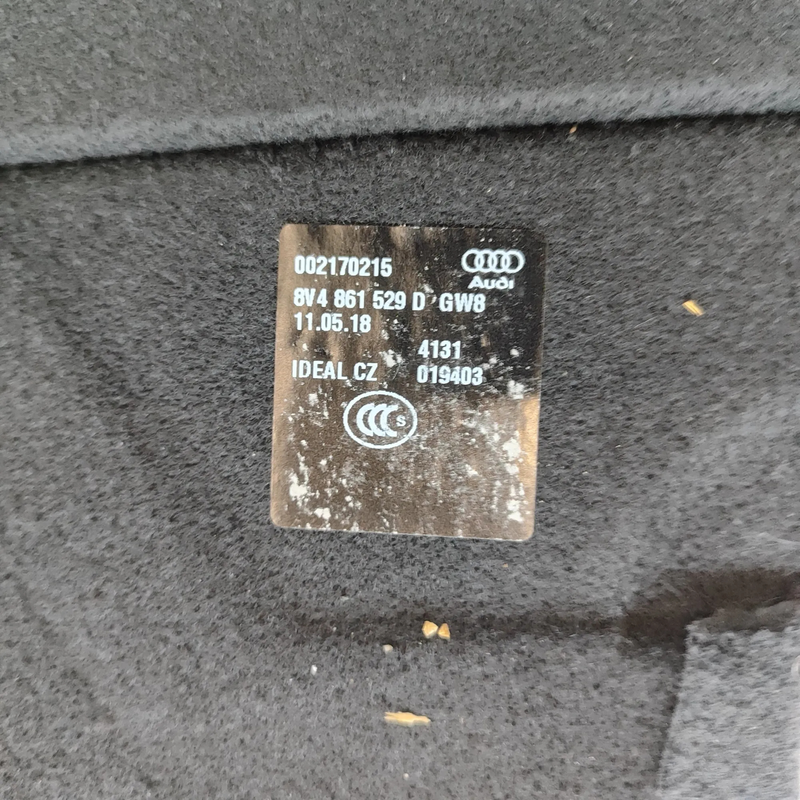 002170215
Audi
8V4 861 529 D GW8
11.05.18
4131
IDEAL CZ 019403
CCC S